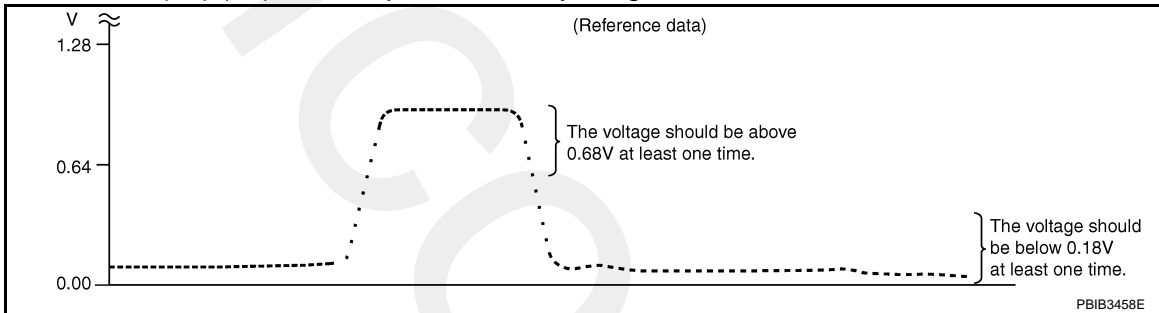 V
(Reference data)
1.28
The voltage should be above
0.68V at least one time.
0.64
The voltage should
be below 0.18V
at least one time.
0.00
PBIB3458E